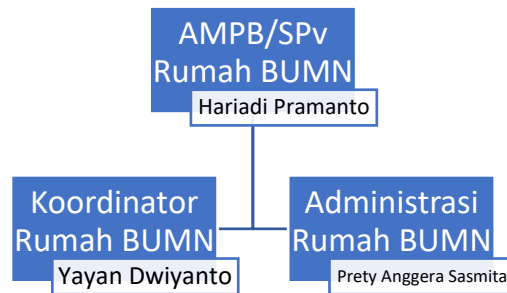 AMPB/SPv
Rumah BUMN
Hariadi Pramanto
Koordinator
Rumah BUMN
Yayan Dwiyanto
Administrasi
Rumah BUMN
Prety Anggera Sasmita